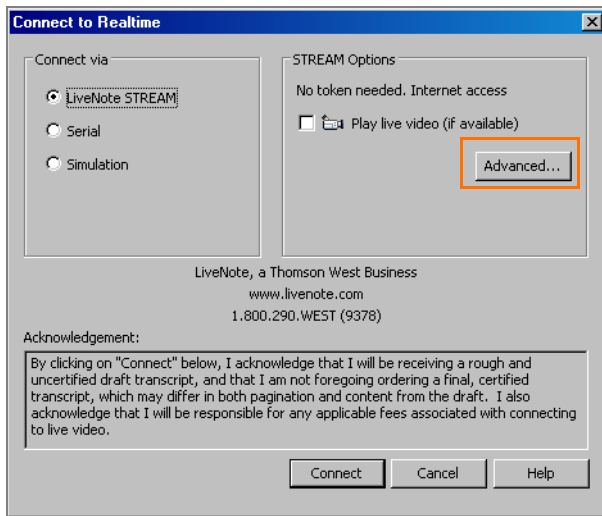 Connect to Realtime
Connect via
LiveNote STREAM
Serial
Simulation
STREAM Options
No token needed. Internet access
Play live video (if available)
Advanced...
LiveNote, a Thomson West Business
www.livenote.com
1.800.290.WEST (9378)
Acknowledgement:
By clicking on "Connect" below, I acknowledge that I will be receiving a rough and
uncertified draft transcript, and that I am not foregoing ordering a final, certified
transcript, which may differ in both pagination and content from the draft. I also
acknowledge that I will be responsible for any applicable fees associated with connecting
to live video.
Connect
Cancel
Help